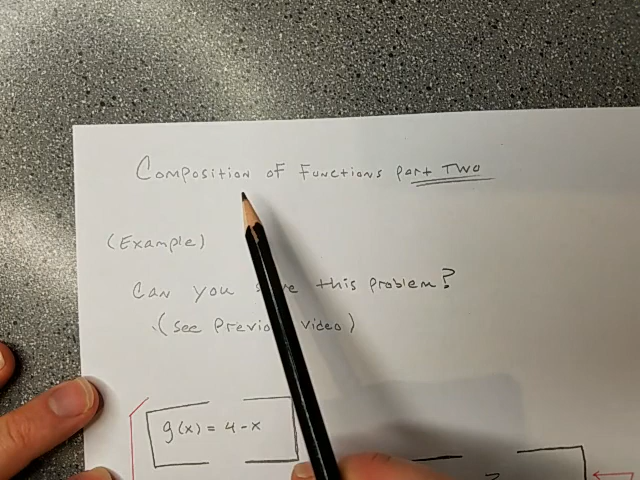 Composition of Functions part Two
(Example)
Can you this problem?
(See Video)
g(x) = 4 - x